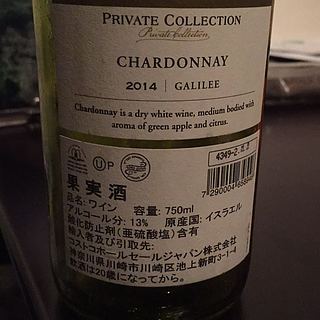 PRIVATE COLLECTION
Private Collection
CHARDONNAY
2014 | GALILEE
Chardonnay is a dry white wine, medium bodied with
aroma of green apple and citrus.
U P
果実酒
品名:ワイン 容量:750ml
アルコール分:13% 原産国:イスラエル
酸化防止剤(亜硫酸塩)含有
輸入者及び引取先:
コストコホールセールジャパン株式会社
神奈川県川崎市川崎区池上新町3-1-4
飲酒は20歳になってから。